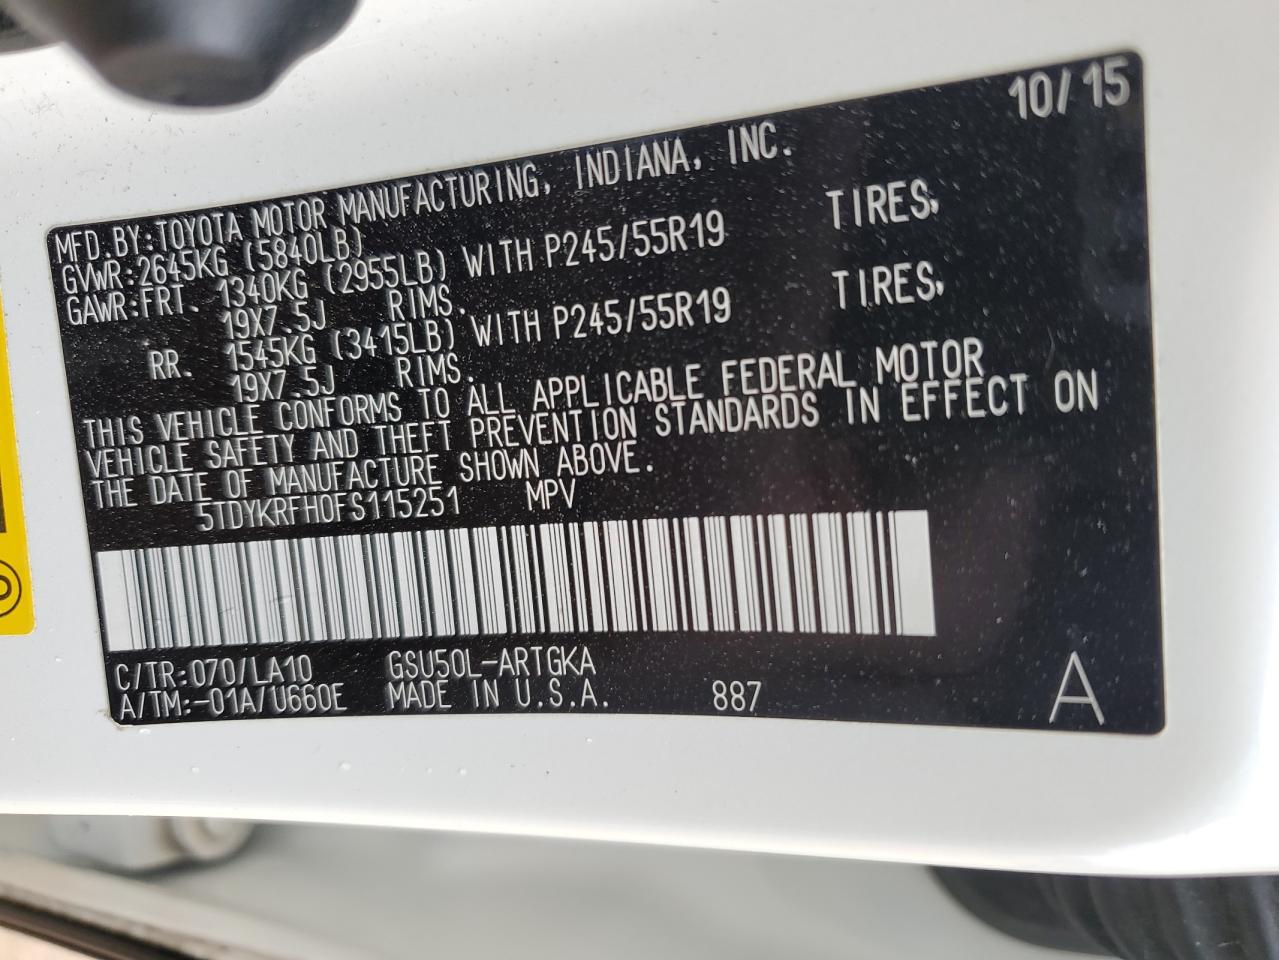 10/15
MFD.BY:TOYOTA MOTOR MANUFACTURING, INDIANA, INC.
GVWR:2645KG (5840LB)
GAWR:FRT. 1340KG (2955LB) WITH P245/55R19 TIRES,
19X7.5J RIMS.
RR. 1545KG (3415LB) WITH P245/55R19 TIRES,
19X7.5J RIMS.
THIS VEHICLE CONFORMS TO ALL APPLICABLE FEDERAL MOTOR
VEHICLE SAFETY AND THEFT PREVENTION STANDARDS IN EFFECT ON
THE DATE OF MANUFACTURE SHOWN ABOVE.
5TDYKRFH0FS115251 MPV
C/TR:070/LA10 GSU50L-ARTGKA
A/TM:-01A/U660E MADE IN U.S.A. 887 A